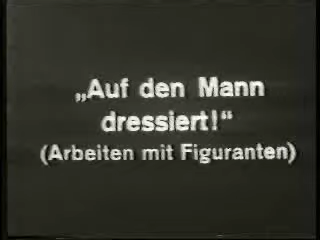 „Auf den Mann
dressiert!“
(Arbeiten mit Figuranten)